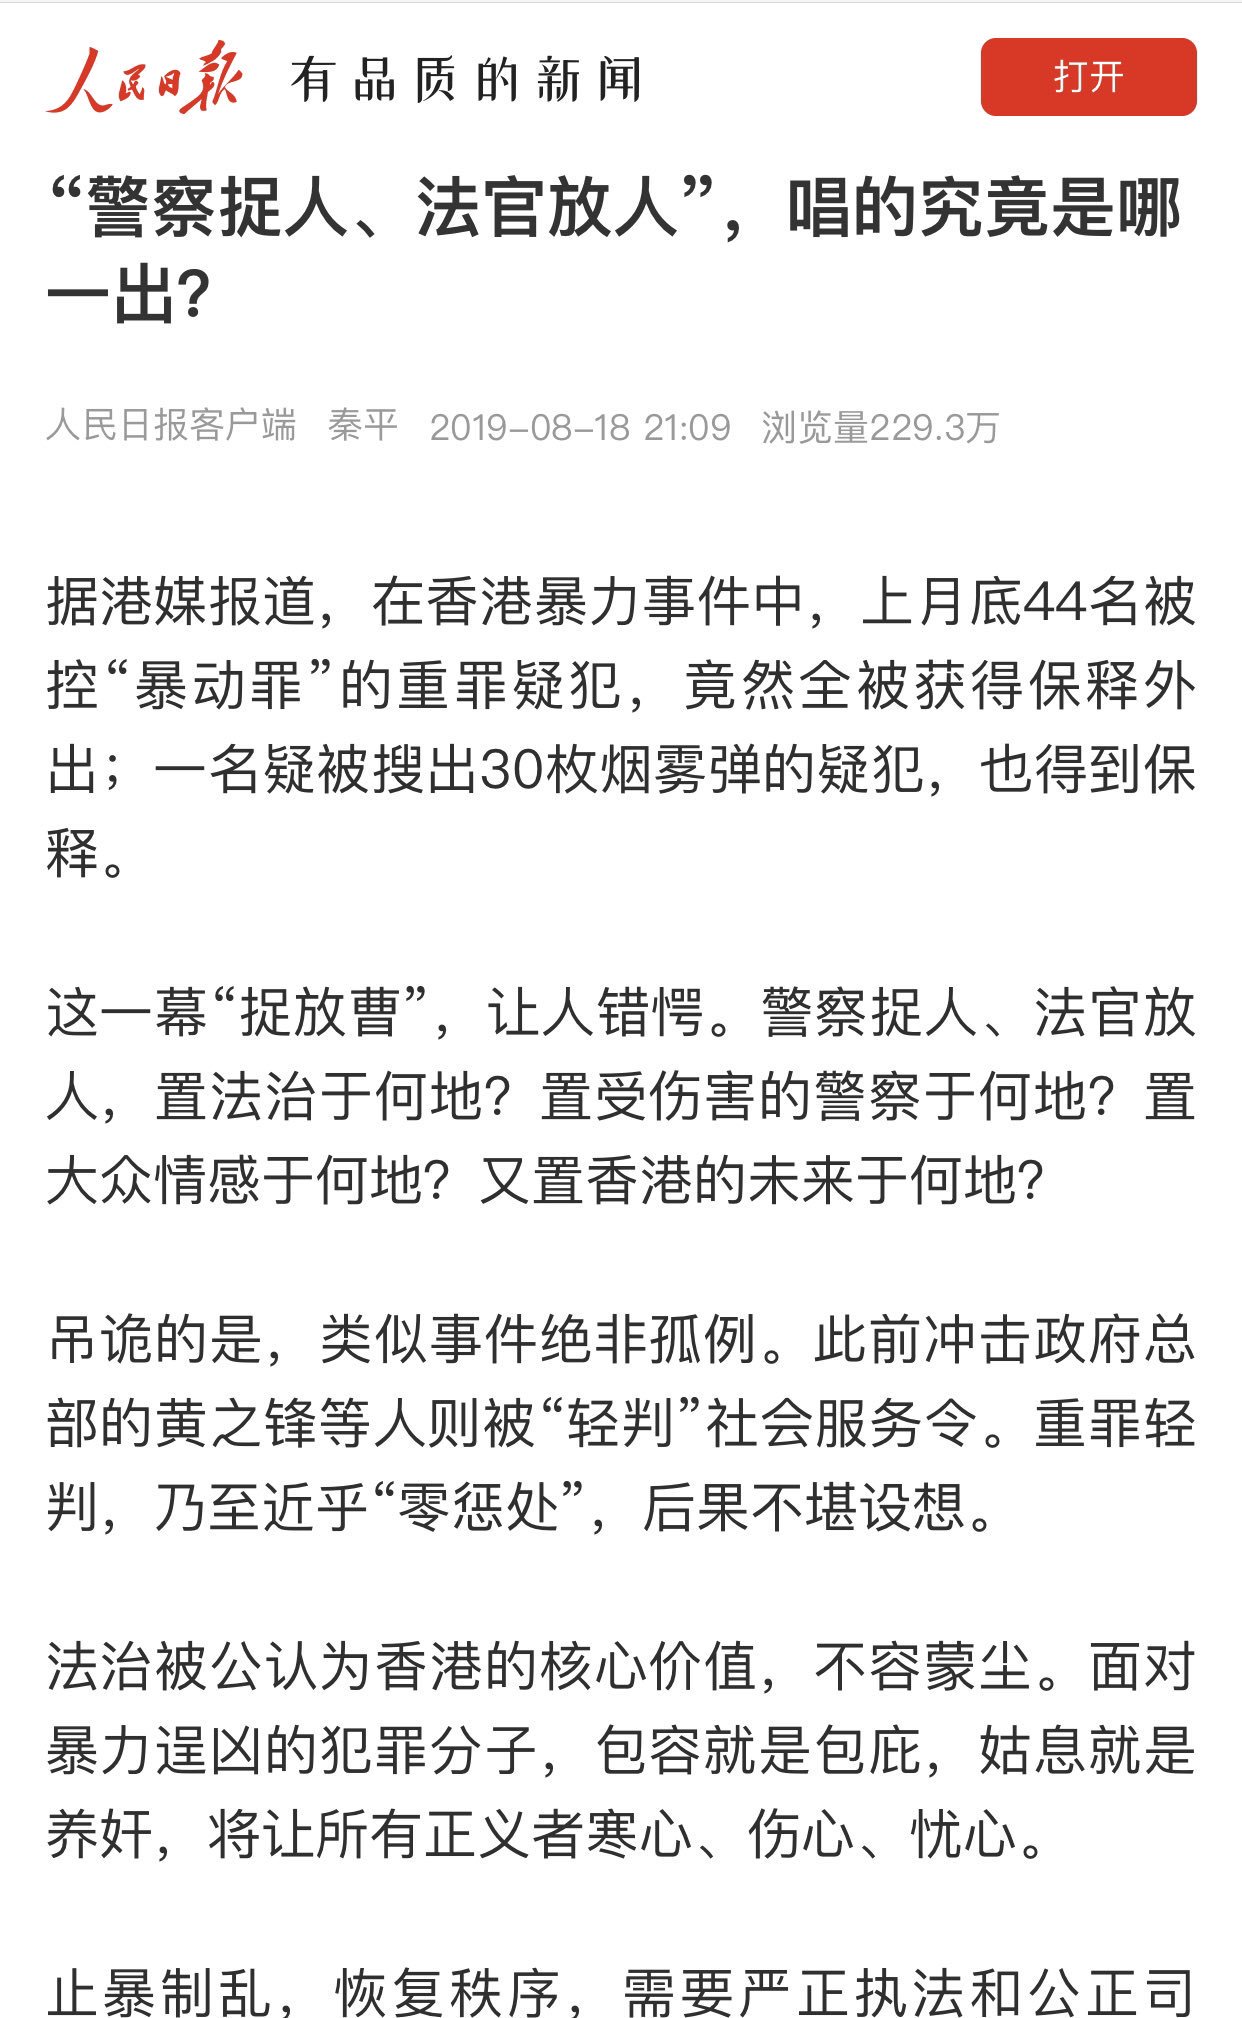 人民日报 有品质的新闻 打开
“警察捉人、法官放人”，唱的究竟是哪
一出？
人民日报客户端 秦平 2019-08-18 21:09 浏览量229.3万
据港媒报道，在香港暴力事件中，上月底44名被
控“暴动罪”的重罪疑犯，竟然全被获得保释外
出；一名疑被搜出30枚烟雾弹的疑犯，也得到保
释。
这一幕“捉放曹”，让人错愕。警察捉人、法官放
人，置法治于何地？置受伤害的警察于何地？置
大众情感于何地？又置香港的未来于何地？
吊诡的是，类似事件绝非孤例。此前冲击政府总
部的黄之锋等人则被“轻判”社会服务令。重罪轻
判，乃至近乎“零惩处”，后果不堪设想。
法治被公认为香港的核心价值，不容蒙尘。面对
暴力逞凶的犯罪分子，包容就是包庇，姑息就是
养奸，将让所有正义者寒心、伤心、忧心。
止暴制乱，恢复秩序，需要严正执法和公正司